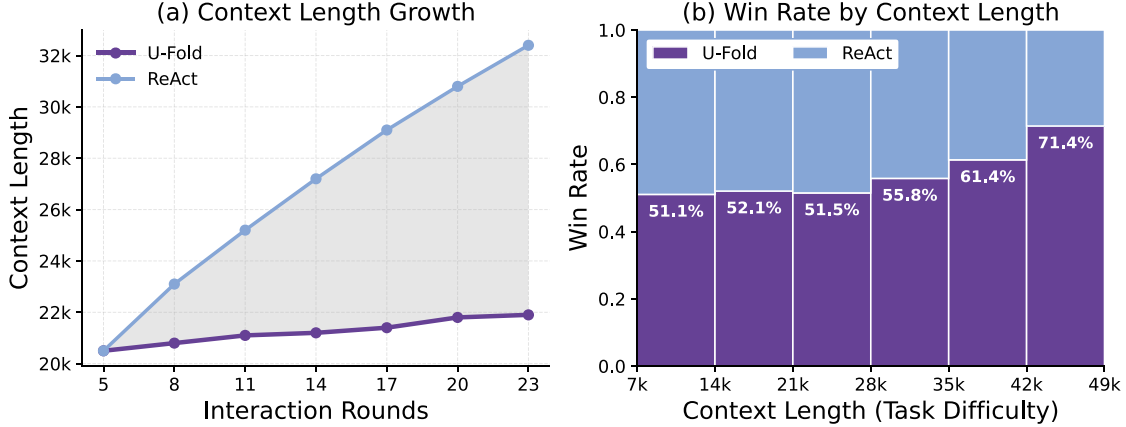 (a) Context Length Growth
U-Fold
ReAct
Context Length
32k
30k
28k
26k
24k
22k
20k
5 8 11 14 17 20 23
Interaction Rounds
(b) Win Rate by Context Length
U-Fold ReAct
Win Rate
1.0
0.8
0.6
0.4
0.2
0.0
51.1% 52.1% 51.5% 55.8% 61.4% 71.4%
7k 14k 21k 28k 35k 42k 49k
Context Length (Task Difficulty)